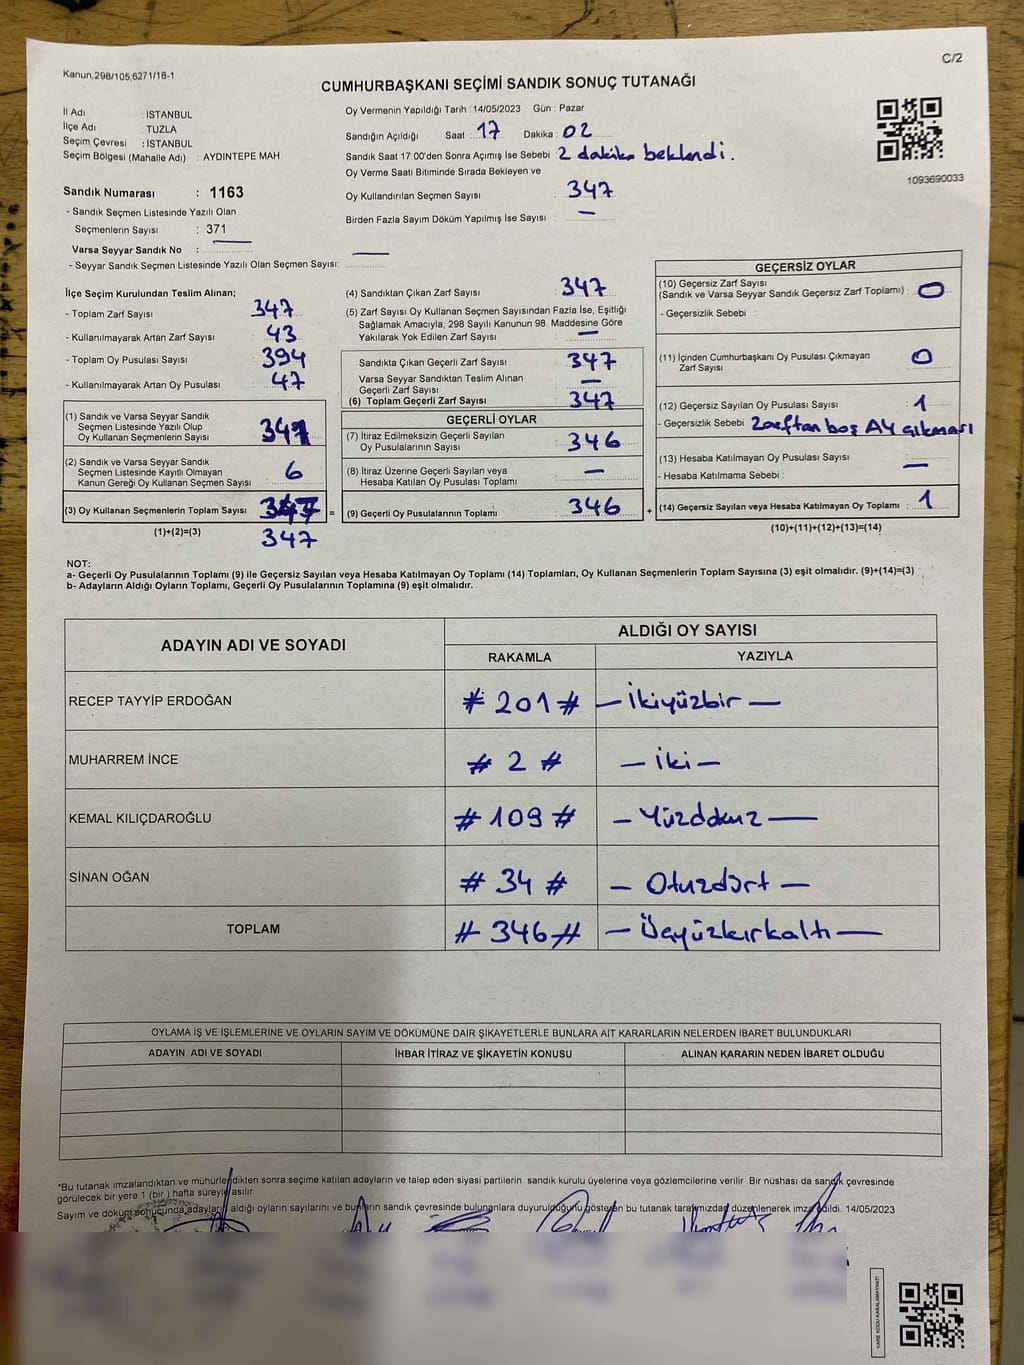 Kanun.298/105;6271/18-1
C/2
CUMHURBAŞKANI SEÇİMİ SANDIK SONUÇ TUTANAĞI
İl Adı : İSTANBUL
İlçe Adı : TUZLA
Seçim Çevresi : İSTANBUL
Seçim Bölgesi (Mahalle Adı) : AYDINTEPE MAH
Sandık Numarası : 1163
- Sandık Seçmen Listesinde Yazılı Olan
Seçmenlerin Sayısı : 371
Varsa Seyyar Sandık No :
- Seyyar Sandık Seçmen Listesinde Yazılı Olan Seçmen Sayısı: —
Oy Vermenin Yapıldığı Tarih : 14/05/2023 Gün : Pazar
Sandığın Açıldığı Saat : 17 Dakika : 02
Sandık Saat 17:00'den Sonra Açımış İse Sebebi : 2 dakika beklendi.
Oy Verme Saati Bitiminde Sırada Bekleyen ve
Oy Kullandırılan Seçmen Sayısı : 347
Birden Fazla Sayım Döküm Yapılmış İse Sayısı : —
1093690033
İlçe Seçim Kurulundan Teslim Alınan;
- Toplam Zarf Sayısı : 347
- Kullanılmayarak Artan Zarf Sayısı : 43
- Toplam Oy Pusulası Sayısı : 394
- Kullanılmayarak Artan Oy Pusulası : 47
(1) Sandık ve Varsa Seyyar Sandık
Seçmen Listesinde Yazılı Olup
Oy Kullanan Seçmenlerin Sayısı : 341
(2) Sandık ve Varsa Seyyar Sandık
Seçmen Listesinde Kayıtlı Olmayan
Kanun Gereği Oy Kullanan Seçmen Sayısı : 6
(3) Oy Kullanan Seçmenlerin Toplam Sayısı : 347 =
(1)+(2)=(3) 347
(4) Sandıktan Çıkan Zarf Sayısı : 347
(5) Zarf Sayısı Oy Kullanan Seçmen Sayısından Fazla İse, Eşitliği
Sağlamak Amacıyla; 298 Sayılı Kanunun 98. Maddesine Göre
Yakılarak Yok Edilen Zarf Sayısı : —
Sandıkta Çıkan Geçerli Zarf Sayısı : 347
Varsa Seyyar Sandıktan Teslim Alınan
Geçerli Zarf Sayısı : —
(6) Toplam Geçerli Zarf Sayısı : 347
GEÇERLİ OYLAR
(7) İtiraz Edilmeksizin Geçerli Sayılan
Oy Pusulalarının Sayısı : 346
(8) İtiraz Üzerine Geçerli Sayılan veya
Hesaba Katılan Oy Pusulası Toplamı : —
(9) Geçerli Oy Pusulalarının Toplamı : 346 +
GEÇERSİZ OYLAR
(10) Geçersiz Zarf Sayısı
(Sandık ve Varsa Seyyar Sandık Geçersiz Zarf Toplamı) : 0
- Geçersizlik Sebebi :
(11) İçinden Cumhurbaşkanı Oy Pusulası Çıkmayan
Zarf Sayısı : 0
(12) Geçersiz Sayılan Oy Pusulası Sayısı : 1
- Geçersizlik Sebebi : Zarftan boş A4 çıkması
(13) Hesaba Katılmayan Oy Pusulası Sayısı : —
- Hesaba Katılmama Sebebi :
(14) Geçersiz Sayılan veya Hesaba Katılmayan Oy Toplamı : 1
(10)+(11)+(12)+(13)=(14)
NOT:
a- Geçerli Oy Pusulalarının Toplamı (9) ile Geçersiz Sayılan veya Hesaba Katılmayan Oy Toplamı (14) Toplamları, Oy Kullanan Seçmenlerin Toplam Sayısına (3) eşit olmalıdır. (9)+(14)=(3)
b- Adayların Aldığı Oyların Toplamı, Geçerli Oy Pusulalarının Toplamına (9) eşit olmalıdır.
ADAYIN ADI VE SOYADI ALDIĞI OY SAYISI
RAKAMLA YAZIYLA
RECEP TAYYİP ERDOĞAN # 201 # — İkiyüzbir —
MUHARREM İNCE # 2 # — iki —
KEMAL KILIÇDAROĞLU # 109 # — Yüzdokuz —
SİNAN OĞAN # 34 # — Otuzdört —
TOPLAM # 346 # — Üçyüzkırkaltı —
OYLAMA İŞ VE İŞLEMLERİNE VE OYLARIN SAYIM VE DÖKÜMÜNE DAİR ŞİKAYETLERLE BUNLARA AİT KARARLARIN NELERDEN İBARET BULUNDUKLARI
ADAYIN ADI VE SOYADI İHBAR İTİRAZ VE ŞİKAYETİN KONUSU ALINAN KARARIN NEDEN İBARET OLDUĞU
*Bu tutanak imzalandıktan ve mühürlendikten sonra seçime katılan adayların ve talep eden siyasi partilerin sandık kurulu üyelerine veya gözlemcilerine verilir. Bir nüshası da sandık çevresinde
görülecek bir yere 1 (bir) hafta süreyle asılır.
Sayım ve döküm sonucunda,adayların aldığı oyların sayılarını ve bunların sandık çevresinde bulunanlara duyurulduğunu gösteren bu tutanak tarafımızdan düzenlenerek imza edildi. 14/05/2023
KARE KODU KARALAMAYINIZ!